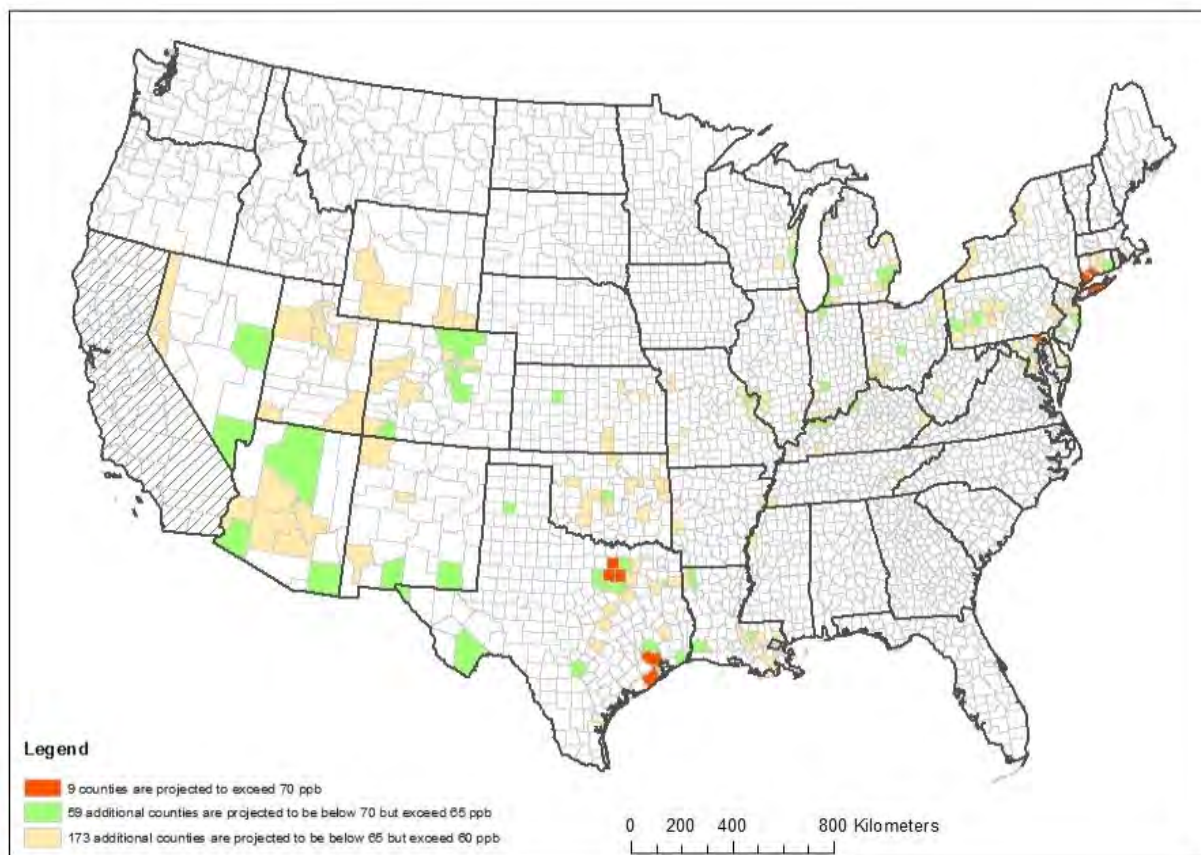 Legend
9 counties are projected to exceed 70 ppb
59 additional counties are projected to be below 70 but exceed 65 ppb
173 additional counties are projected to be below 65 but exceed 60 ppb
0 200 400 800 Kilometers